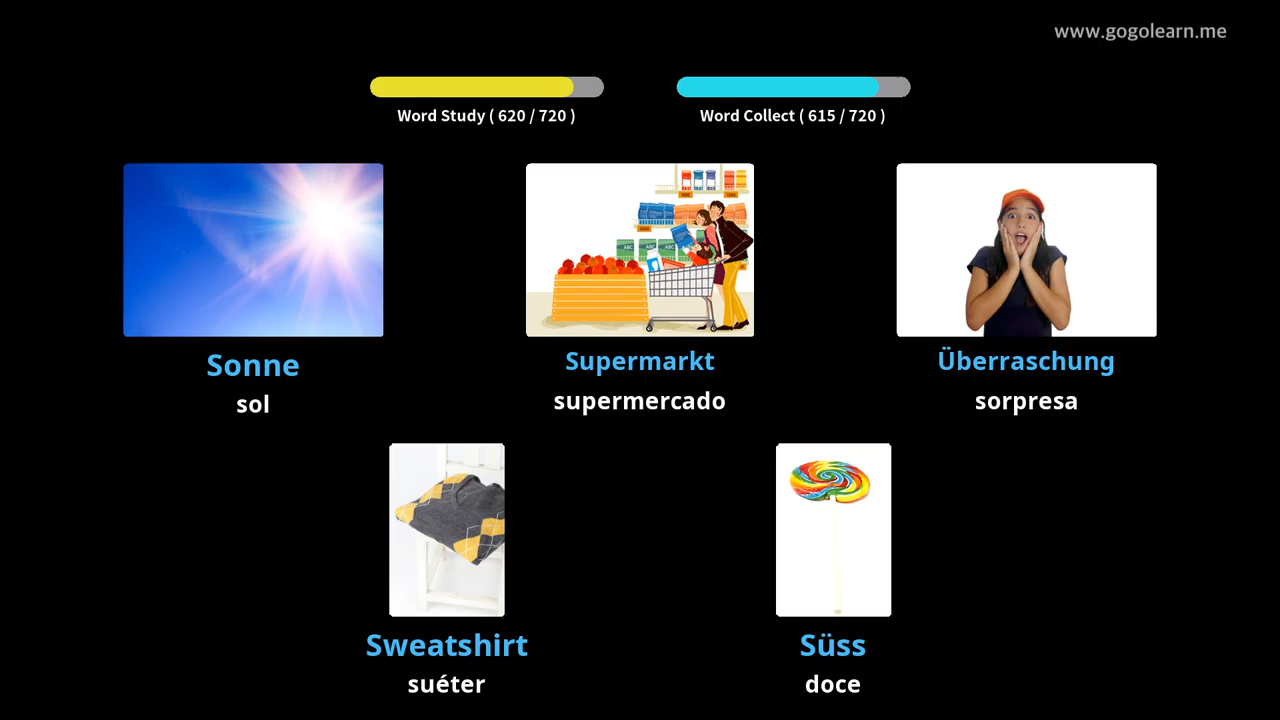 www.gogolearn.me
Word Study ( 620 / 720 )
Word Collect ( 615 / 720 )
Sonne
sol
Supermarkt
supermercado
Überraschung
sorpresa
Sweatshirt
suéter
Süss
doce